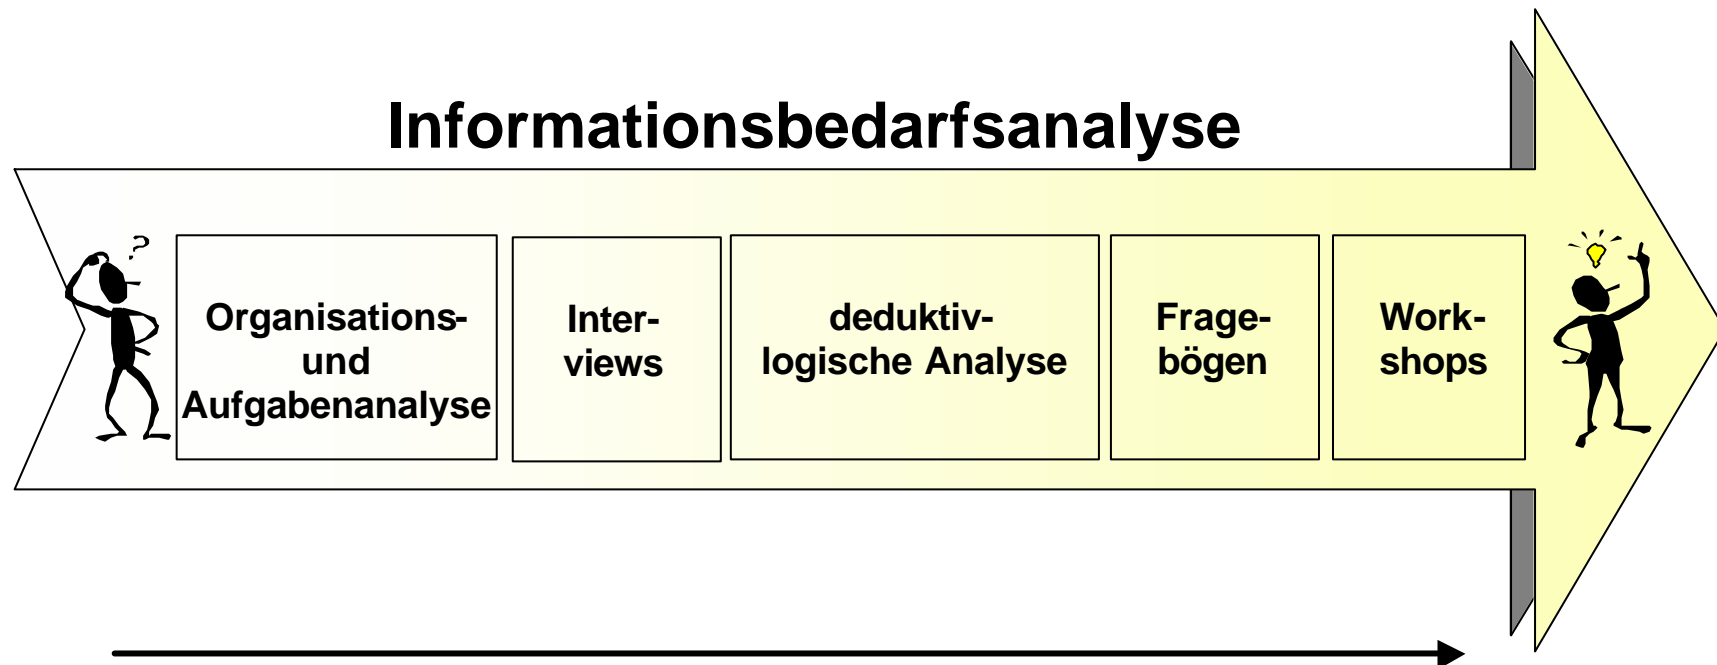 Informationsbedarfsanalyse
?
Organisations-
und
Aufgabenanalyse
Inter-
views
deduktiv-
logische Analyse
Frage-
bögen
Work-
shops